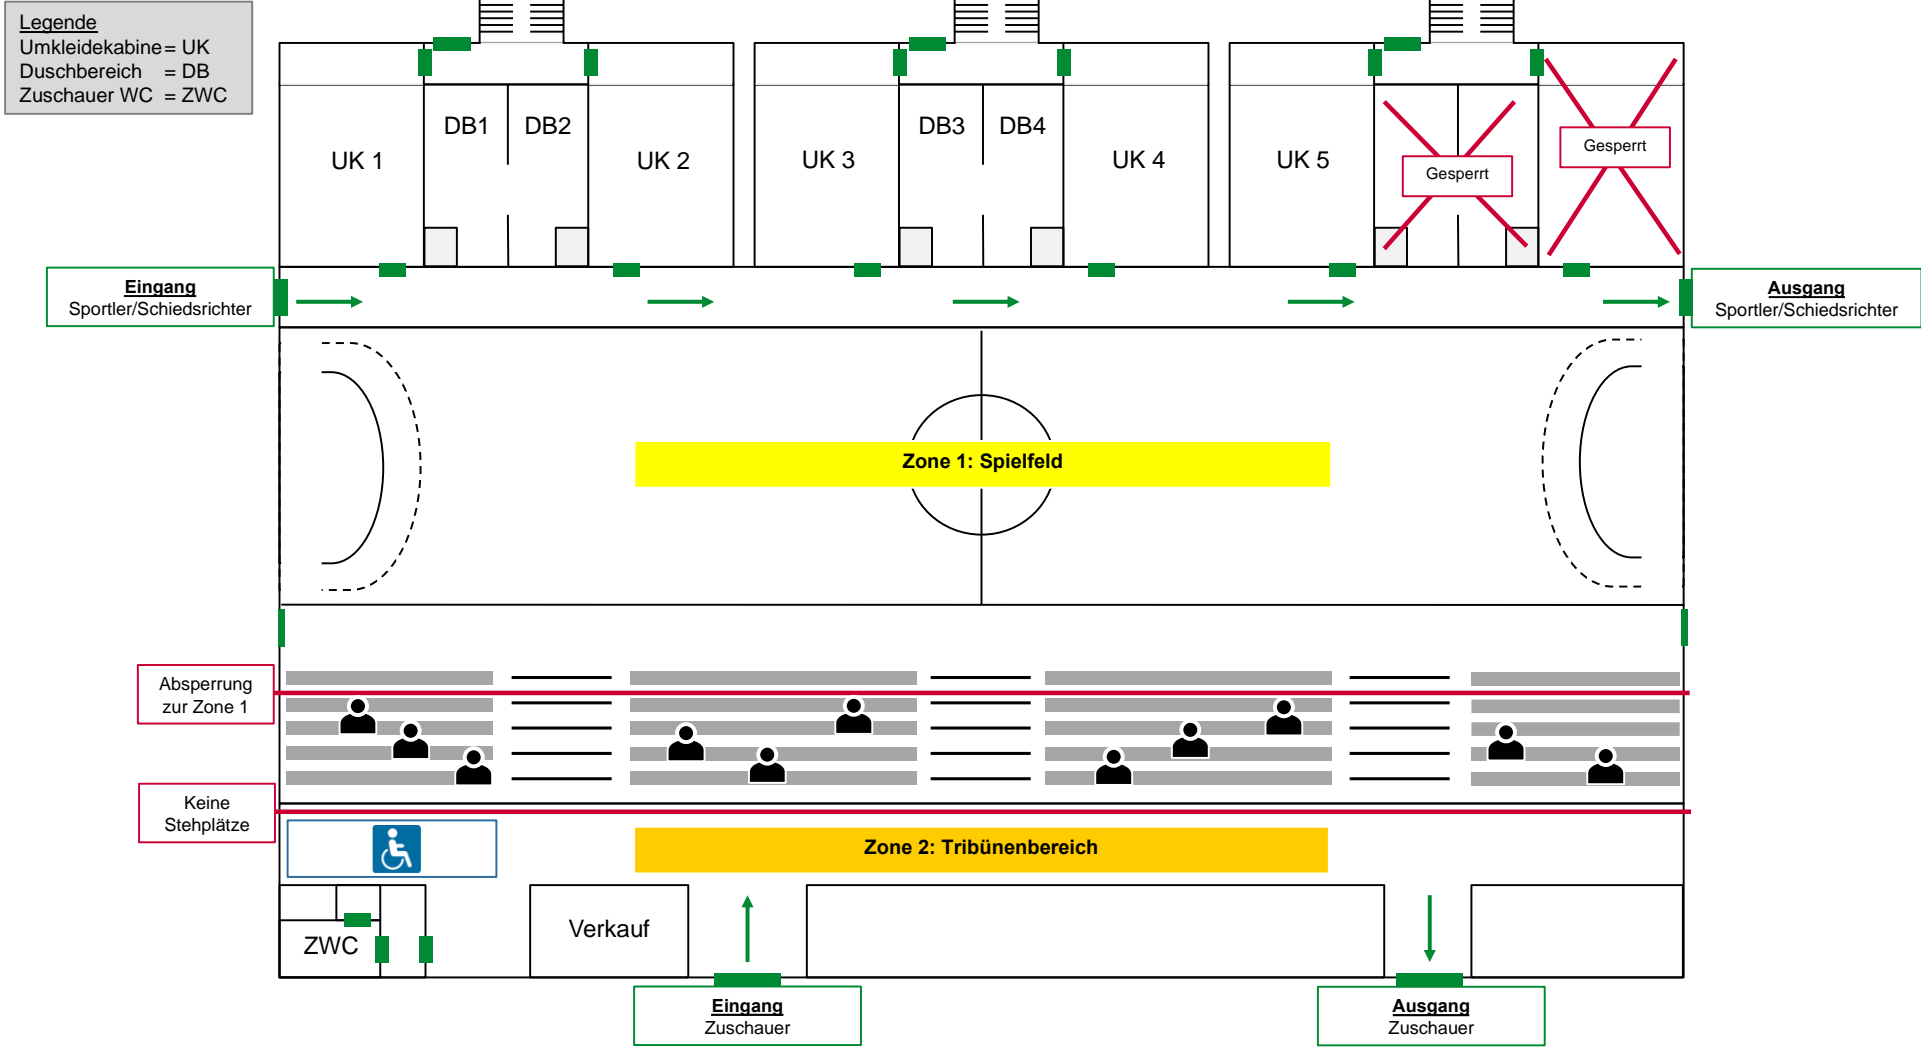 Legende
Umkleidekabine = UK
Duschbereich = DB
Zuschauer WC = ZWC
DB1
DB2
DB3
DB4
UK 1
UK 2
UK 3
UK 4
UK 5
Gesperrt
Gesperrt
Eingang
Sportler/Schiedsrichter
Ausgang
Sportler/Schiedsrichter
Zone 1: Spielfeld
Absperrung
zur Zone 1
Keine
Stehplätze
Zone 2: Tribünenbereich
ZWC
Verkauf
Eingang
Zuschauer
Ausgang
Zuschauer